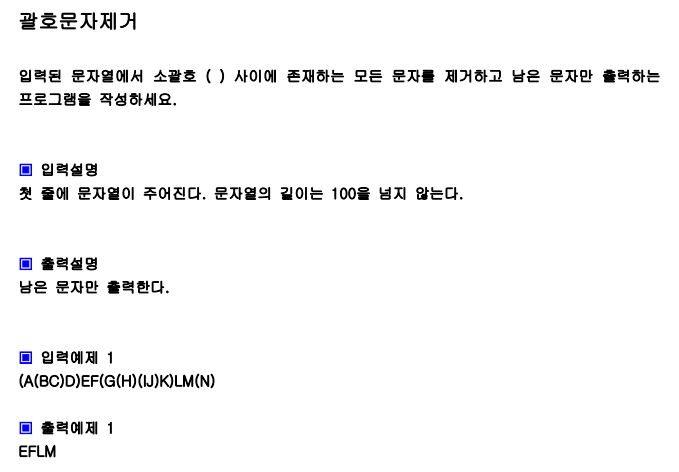 괄호문자제거
입력된 문자열에서 소괄호 ( ) 사이에 존재하는 모든 문자를 제거하고 남은 문자만 출력하는
프로그램을 작성하세요.
▣ 입력설명
첫 줄에 문자열이 주어진다. 문자열의 길이는 100을 넘지 않는다.
▣ 출력설명
남은 문자만 출력한다.
▣ 입력예제 1
(A(BC)D)EF(G(H)(IJ)K)LM(N)
▣ 출력예제 1
EFLM